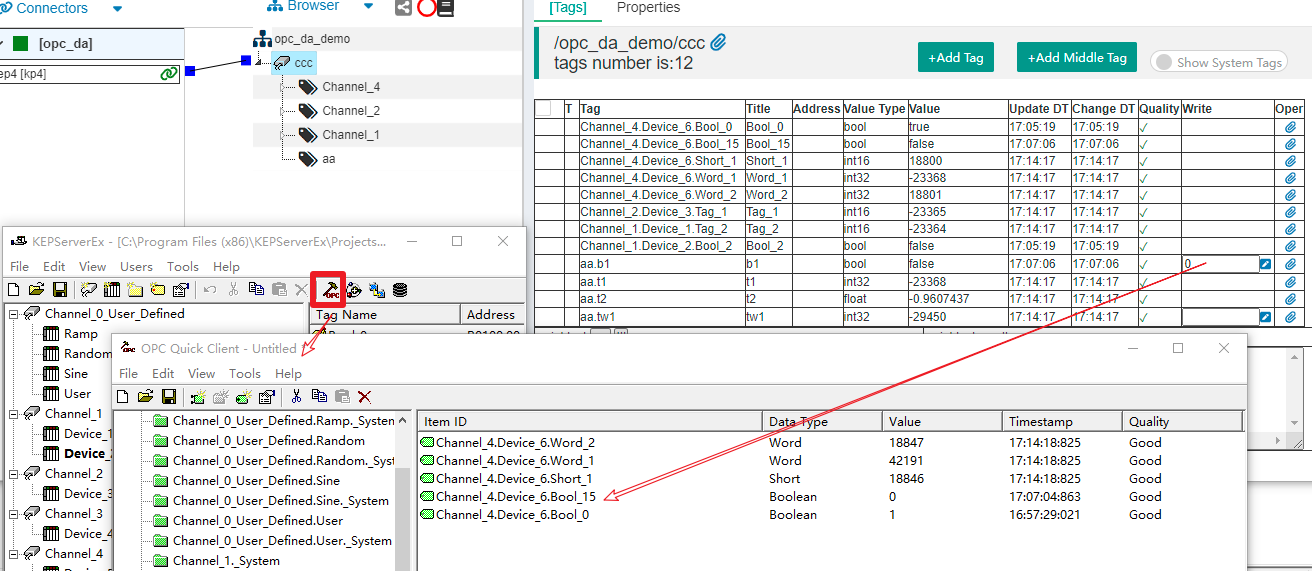 Connectors
[opc_da]
ep4 [kp4]
Browser
opc_da_demo
ccc
Channel_4
Channel_2
Channel_1
aa
[Tags] Properties
/opc_da_demo/ccc
tags number is:12
+Add Tag +Add Middle Tag Show System Tags
T Tag Title Address Value Type Value Update DT Change DT Quality Write Oper
Channel_4.Device_6.Bool_0 Bool_0 bool true 17:05:19 17:05:19 √
Channel_4.Device_6.Bool_15 Bool_15 bool false 17:07:06 17:07:06 √
Channel_4.Device_6.Short_1 Short_1 int16 18800 17:14:17 17:14:17 √
Channel_4.Device_6.Word_1 Word_1 int32 -23368 17:14:17 17:14:17 √
Channel_4.Device_6.Word_2 Word_2 int32 18801 17:14:17 17:14:17 √
Channel_2.Device_3.Tag_1 Tag_1 int16 -23365 17:14:17 17:14:17 √
Channel_1.Device_1.Tag_2 Tag_2 int16 -23364 17:14:17 17:14:17 √
Channel_1.Device_2.Bool_2 Bool_2 bool false 17:05:19 17:05:19 √
aa.b1 b1 bool false 17:07:06 17:07:06 √ 0
aa.t1 t1 int32 -23368 17:14:17 17:14:17 √
aa.t2 t2 float -0.9607437 17:14:17 17:14:17 √
aa.tw1 tw1 int32 -29450 17:14:17 17:14:17 √
KEPServerEx - [C:\Program Files (x86)\KEPServerEx\Projects...
File Edit View Users Tools Help
OPC
Channel_0_User_Defined
Ramp
Random
Sine
User
Channel_1
Device_1
Device_
Channel_2
Device_3
Channel_3
Device_4
Channel_4
Tag Name Address
OPC Quick Client - Untitled
File Edit View Tools Help
Channel_0_User_Defined.Ramp._System
Channel_0_User_Defined.Random
Channel_0_User_Defined.Random._Syst
Channel_0_User_Defined.Sine
Channel_0_User_Defined.Sine._System
Channel_0_User_Defined.User
Channel_0_User_Defined.User._System
Channel_1._System
Item ID Data Type Value Timestamp Quality
Channel_4.Device_6.Word_2 Word 18847 17:14:18:825 Good
Channel_4.Device_6.Word_1 Word 42191 17:14:18:825 Good
Channel_4.Device_6.Short_1 Short 18846 17:14:18:825 Good
Channel_4.Device_6.Bool_15 Boolean 0 17:07:04:863 Good
Channel_4.Device_6.Bool_0 Boolean 1 16:57:29:021 Good